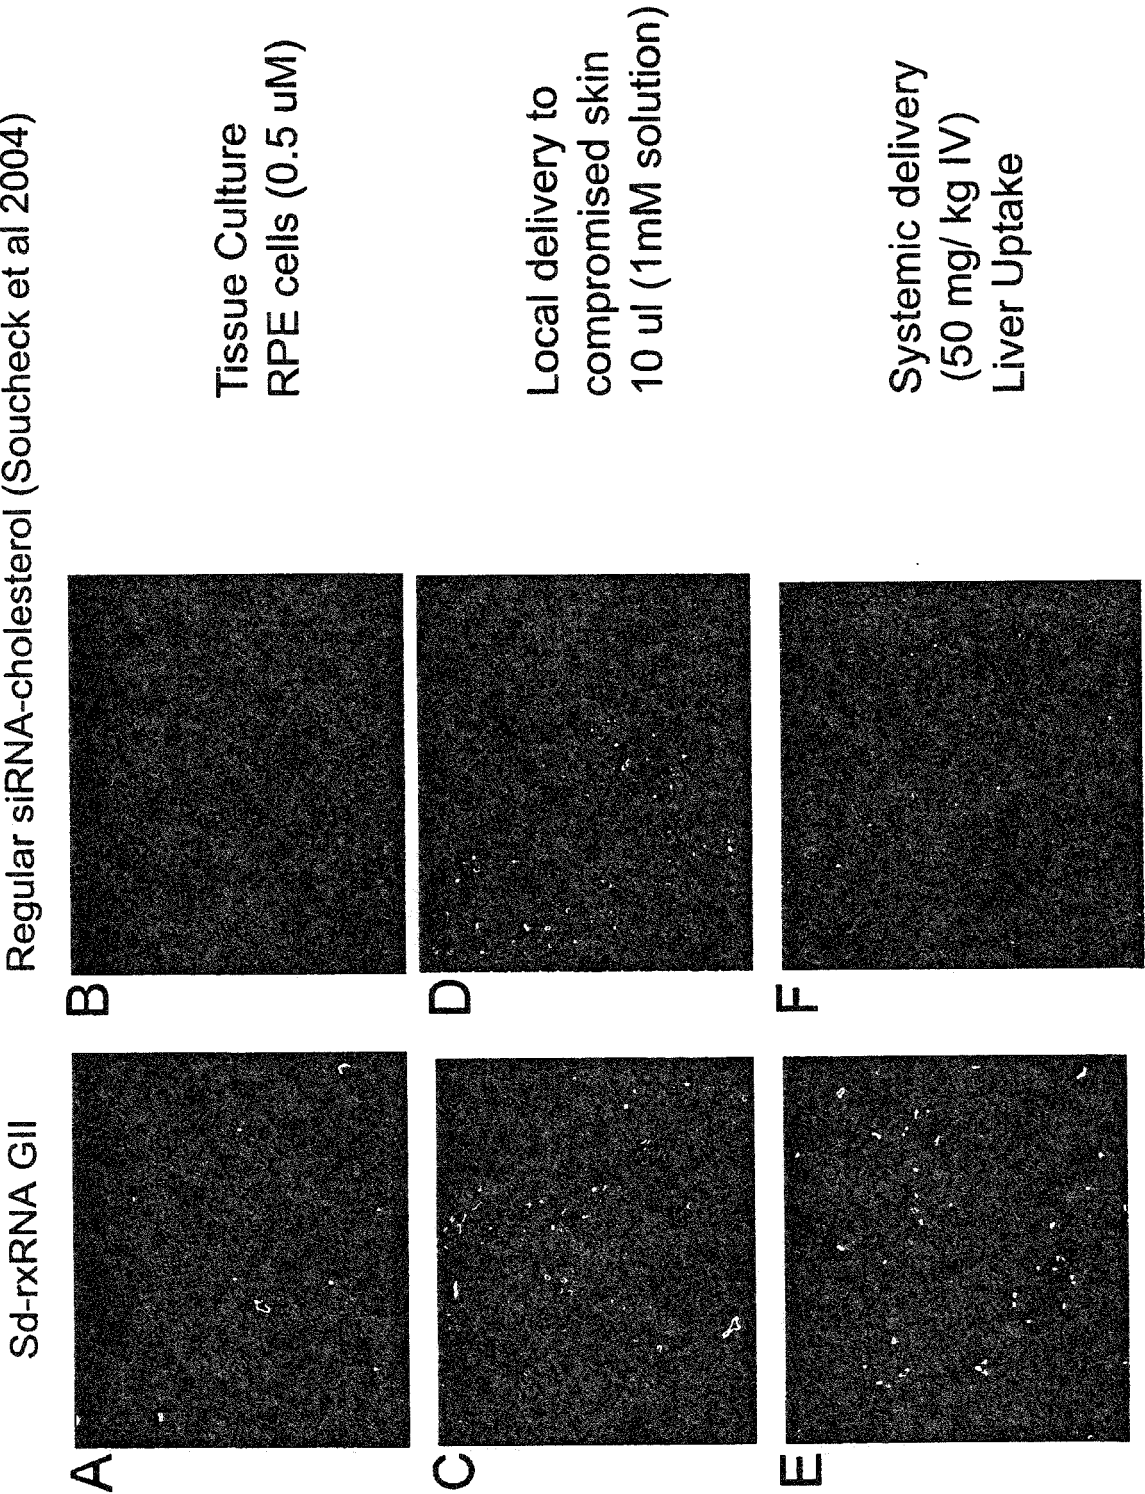 Sd-rxRNA GII
Regular siRNA-cholesterol (Soucheck et al 2004)
A
B
Tissue Culture
RPE cells (0.5 uM)
C
D
Local delivery to
compromised skin
10 ul (1mM solution)
E
F
Systemic delivery
(50 mg/ kg IV)
Liver Uptake